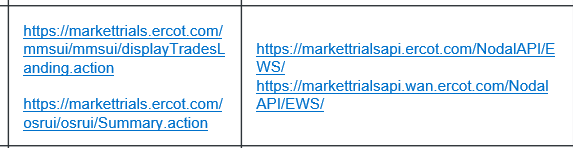 https://markettrials.ercot.com/
mmsui/mmsui/displayTradesL
anding.action
https://markettrials.ercot.com/
osrui/osrui/Summary.action
https://markettrialsapi.ercot.com/NodalAPI/E
WS/
https://markettrialsapi.wan.ercot.com/Nodal
API/EWS/